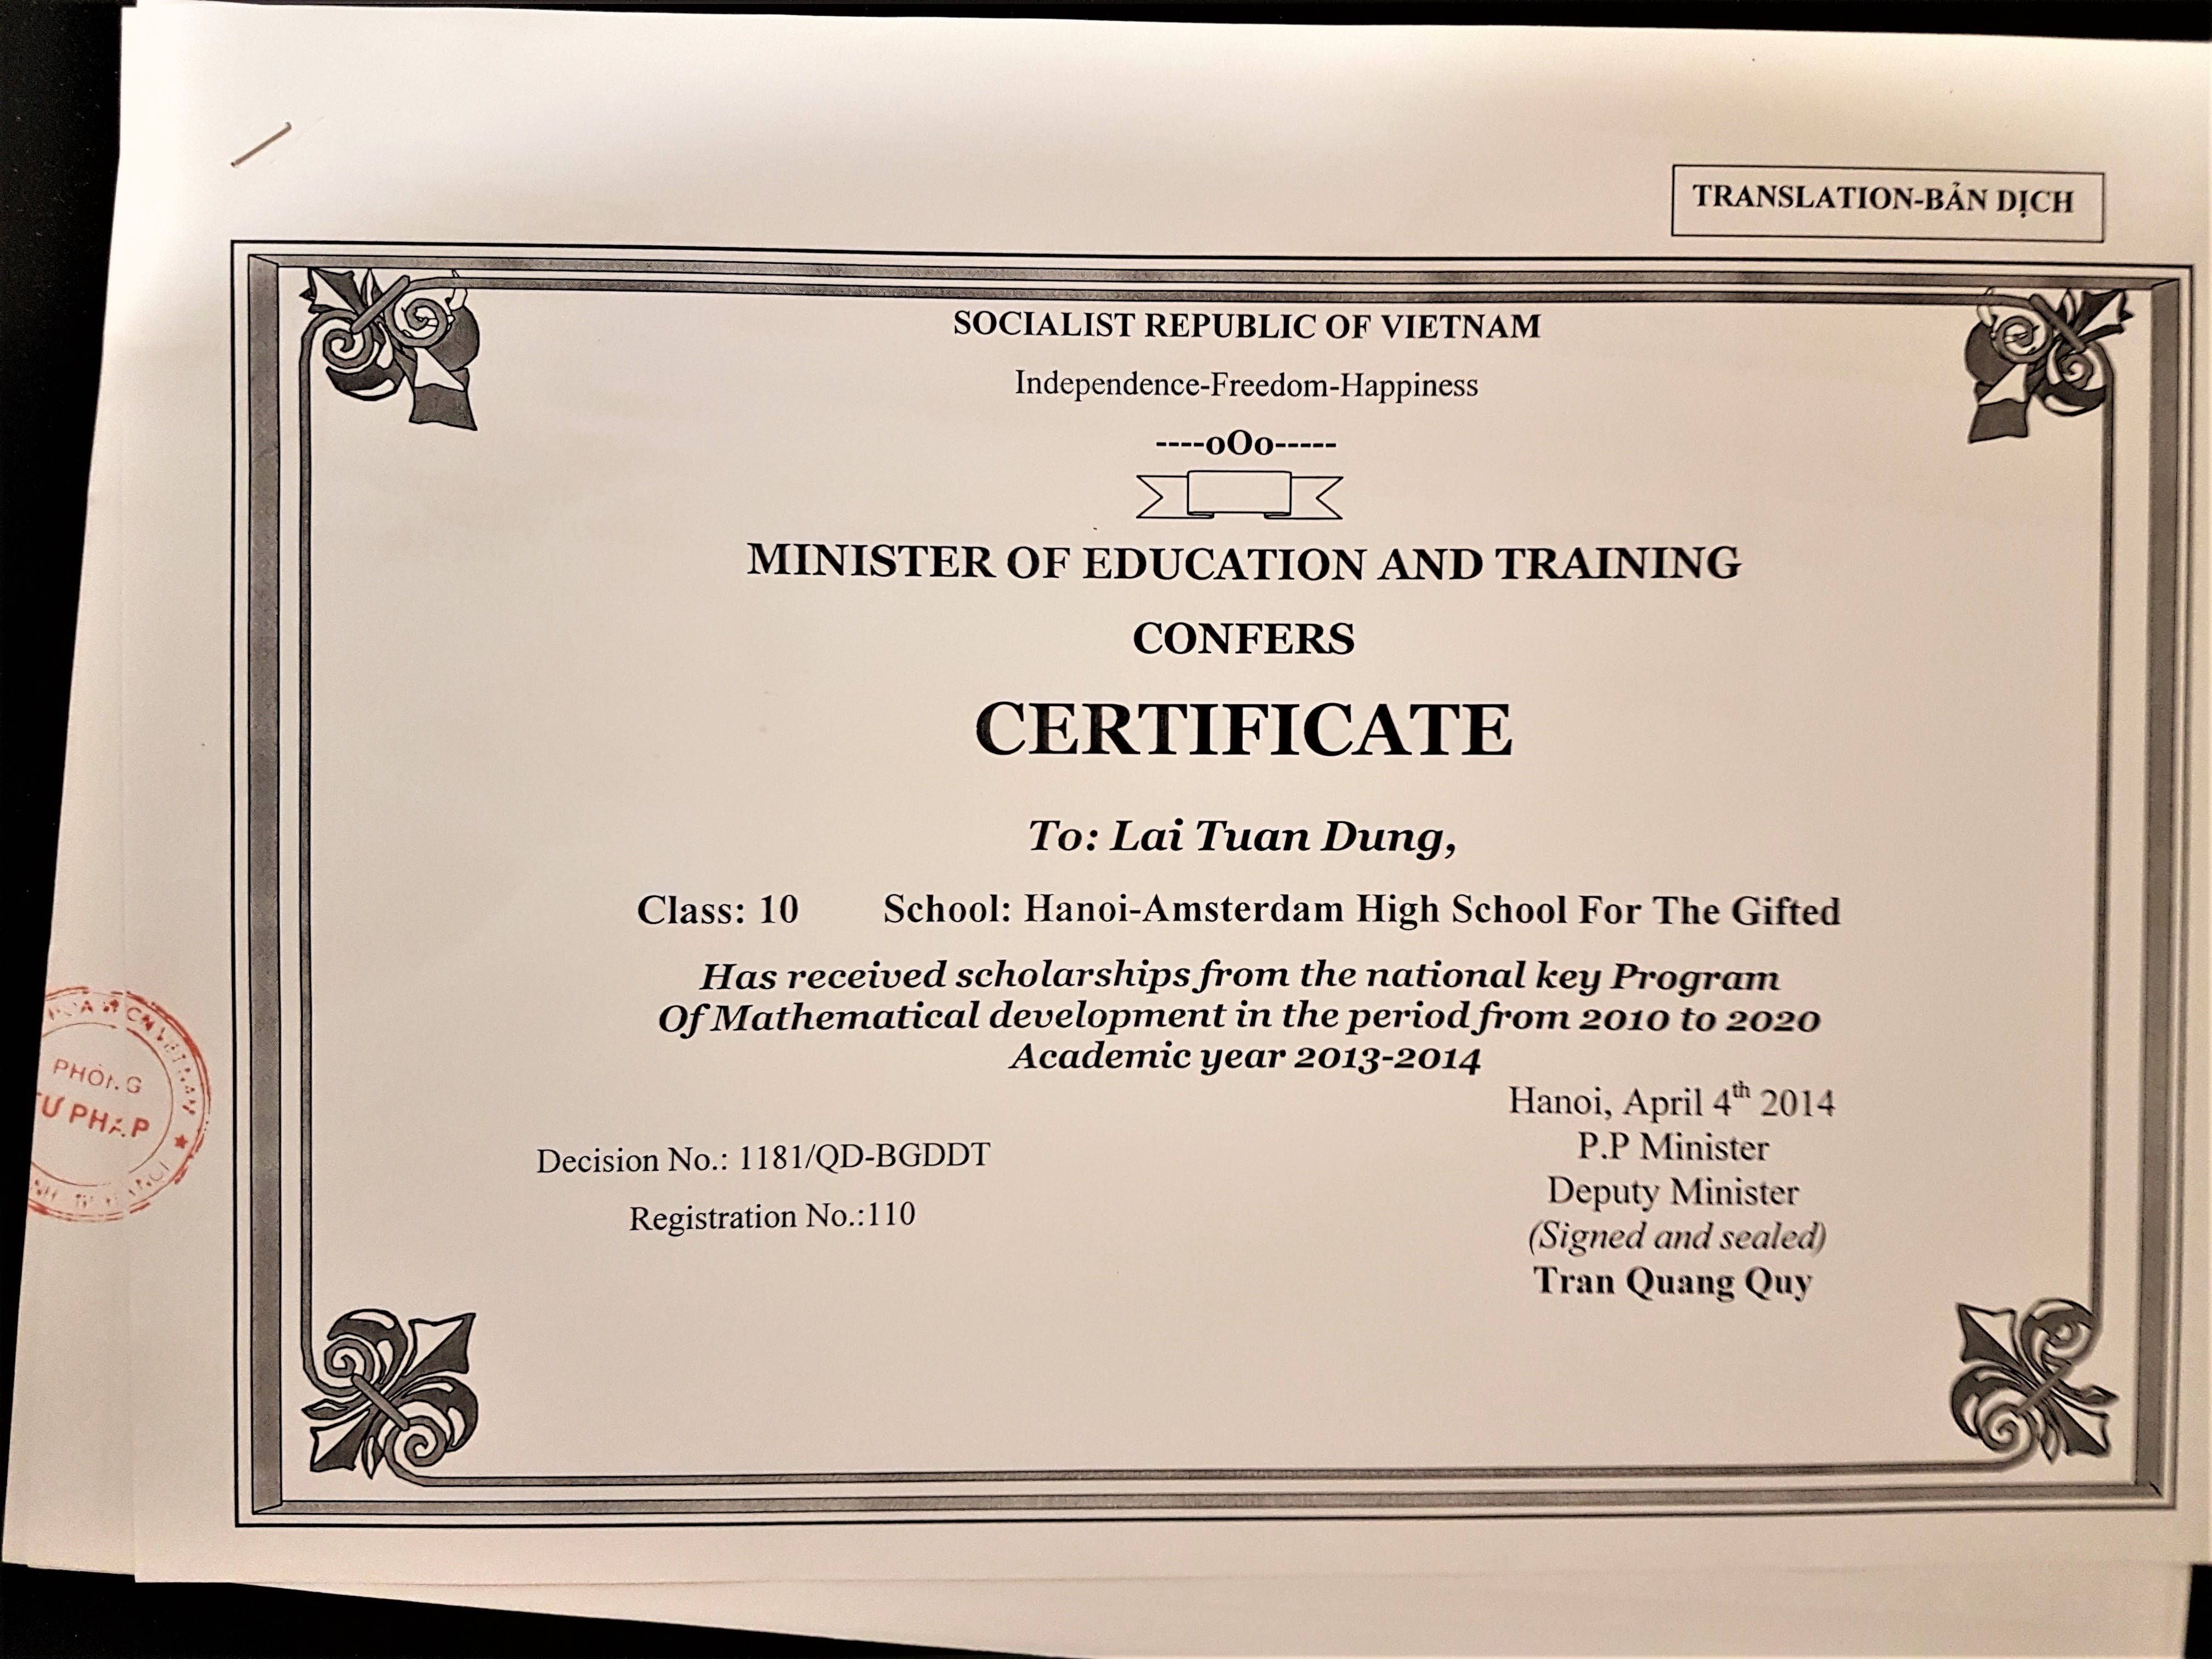 TRANSLATION-BẢN DỊCH
SOCIALIST REPUBLIC OF VIETNAM
Independence-Freedom-Happiness
----oOo-----
MINISTER OF EDUCATION AND TRAINING
CONFERS
CERTIFICATE
To: Lai Tuan Dung,
Class: 10 School: Hanoi-Amsterdam High School For The Gifted
Has received scholarships from the national key Program
Of Mathematical development in the period from 2010 to 2020
Academic year 2013-2014
Hanoi, April 4th 2014
P.P Minister
Deputy Minister
(Signed and sealed)
Tran Quang Quy
Decision No.: 1181/QD-BGDDT
Registration No.:110
PHÒNG
TƯ PHÁP